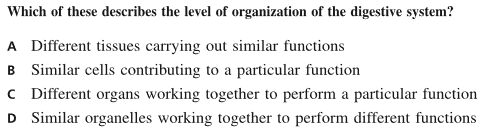 Which of these describes the level of organization of the digestive system?
A Different tissues carrying out similar functions
B Similar cells contributing to a particular function
C Different organs working together to perform a particular function
D Similar organelles working together to perform different functions